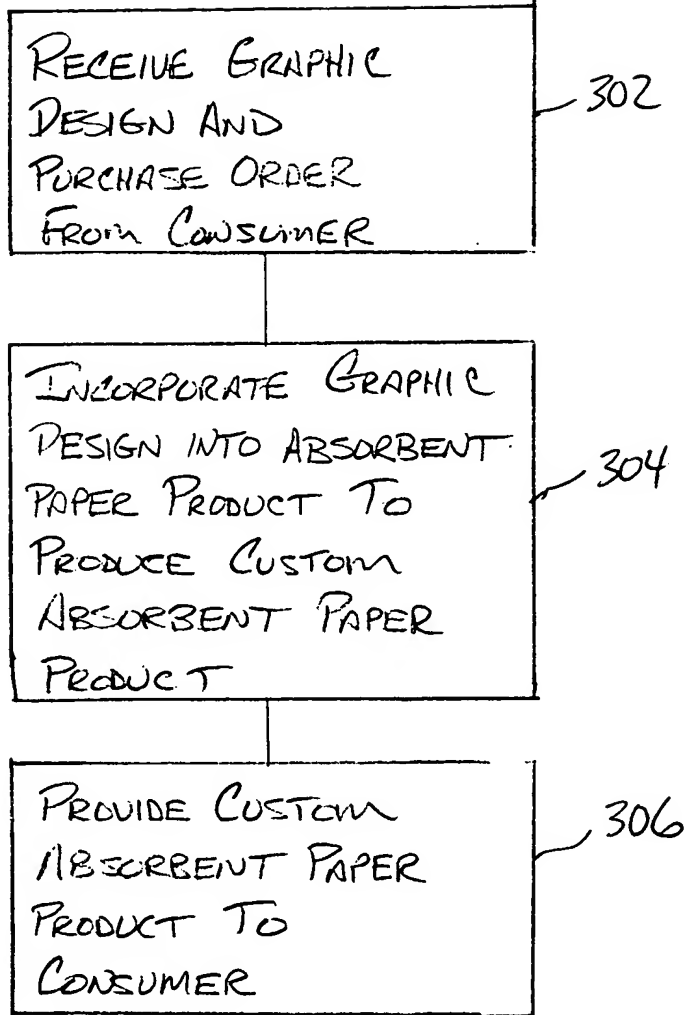 RECEIVE GRAPHIC
DESIGN AND
PURCHASE ORDER
FROM CONSUMER
302
INCORPORATE GRAPHIC
DESIGN INTO ABSORBENT
PAPER PRODUCT TO
PRODUCE CUSTOM
ABSORBENT PAPER
PRODUCT
304
PROVIDE CUSTOM
ABSORBENT PAPER
PRODUCT TO
CONSUMER
306